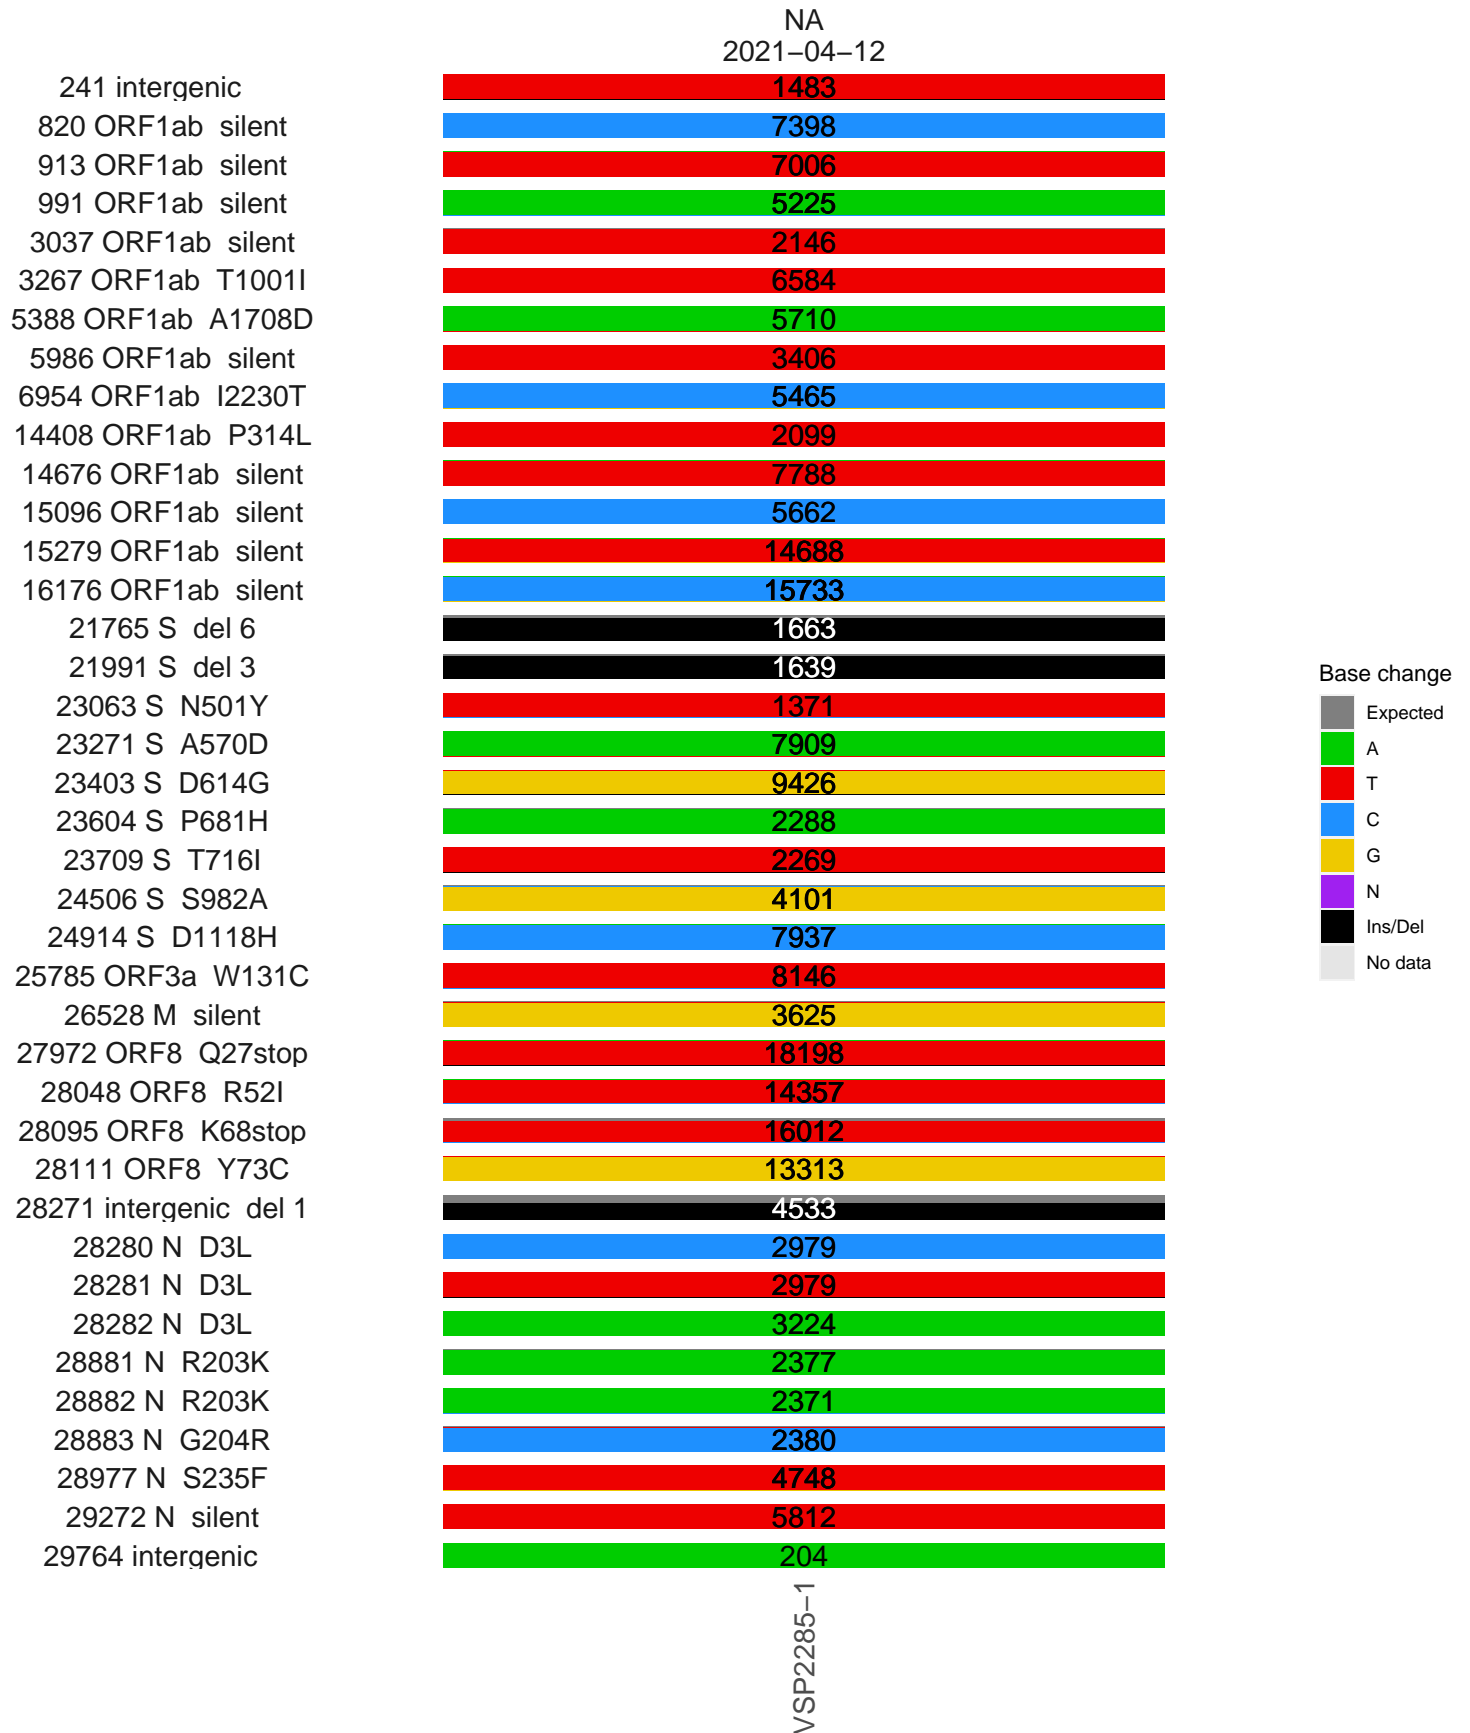 NA
2021–04–12
241 intergenic 1483
820 ORF1ab silent 7398
913 ORF1ab silent 7006
991 ORF1ab silent 5225
3037 ORF1ab silent 2146
3267 ORF1ab T1001I 6584
5388 ORF1ab A1708D 5710
5986 ORF1ab silent 3406
6954 ORF1ab I2230T 5465
14408 ORF1ab P314L 2099
14676 ORF1ab silent 7788
15096 ORF1ab silent 5662
15279 ORF1ab silent 14688
16176 ORF1ab silent 15733
21765 S del 6 1663
21991 S del 3 1639
23063 S N501Y 1371
23271 S A570D 7909
23403 S D614G 9426
23604 S P681H 2288
23709 S T716I 2269
24506 S S982A 4101
24914 S D1118H 7937
25785 ORF3a W131C 8146
26528 M silent 3625
27972 ORF8 Q27stop 18198
28048 ORF8 R52I 14357
28095 ORF8 K68stop 16012
28111 ORF8 Y73C 13313
28271 intergenic del 1 4533
28280 N D3L 2979
28281 N D3L 2979
28282 N D3L 3224
28881 N R203K 2377
28882 N R203K 2371
28883 N G204R 2380
28977 N S235F 4748
29272 N silent 5812
29764 intergenic 204
VSP2285–1
Base change
Expected
A
T
C
G
N
Ins/Del
No data